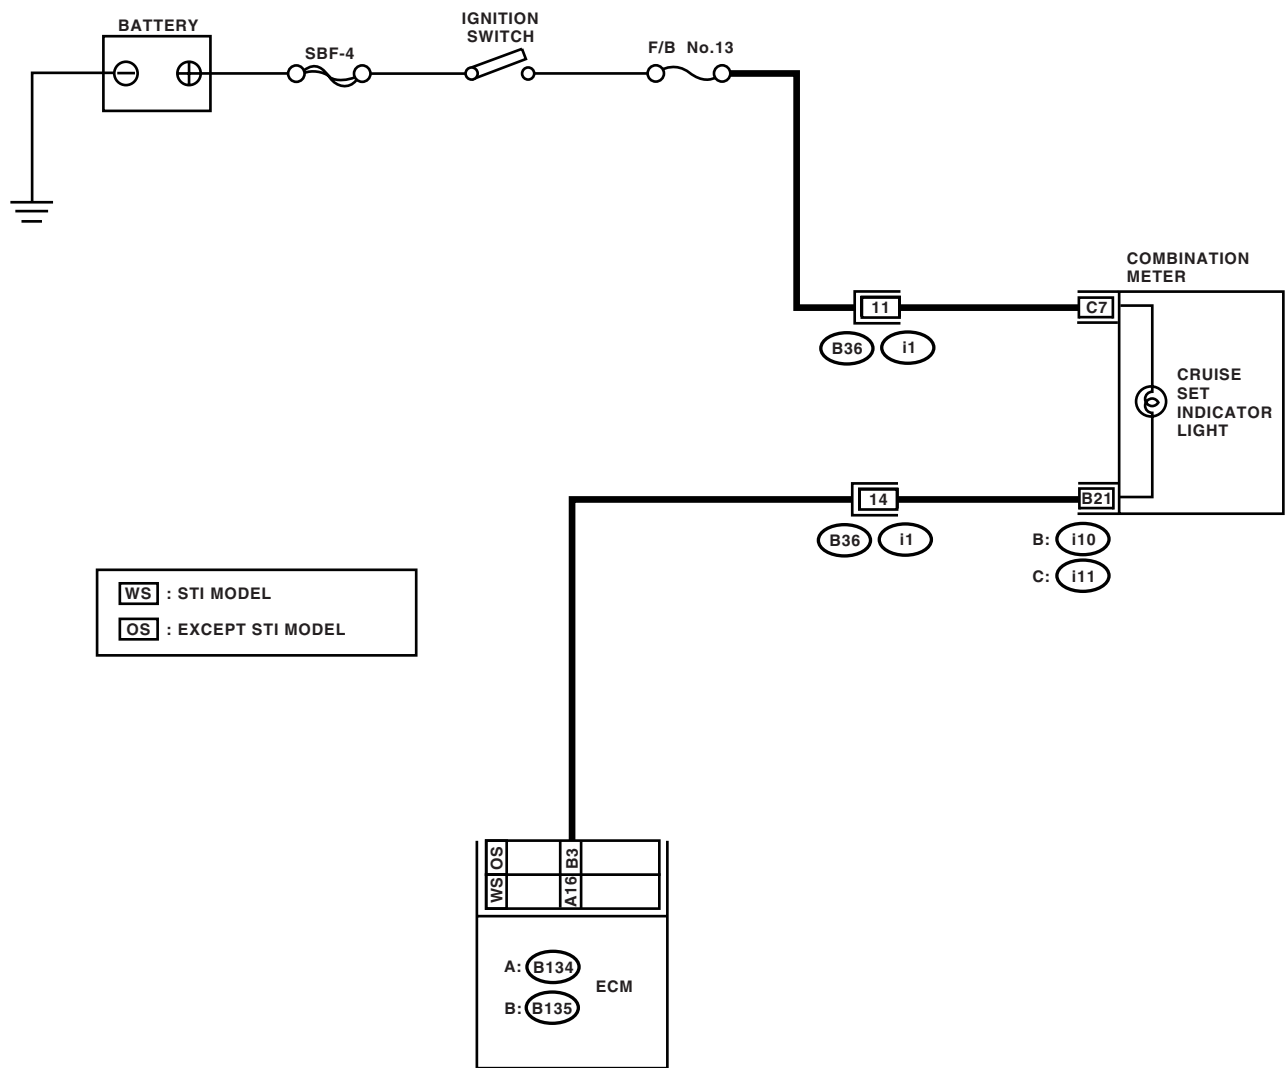 BATTERY
SBF-4
IGNITION
SWITCH
F/B No.13
COMBINATION
METER
11
C7
B36
i1
CRUISE
SET
INDICATOR
LIGHT
14
B21
B36
i1
B: i10
C: i11
WS : STI MODEL
OS : EXCEPT STI MODEL
OS
B3
WS
A16
A: B134
ECM
B: B135